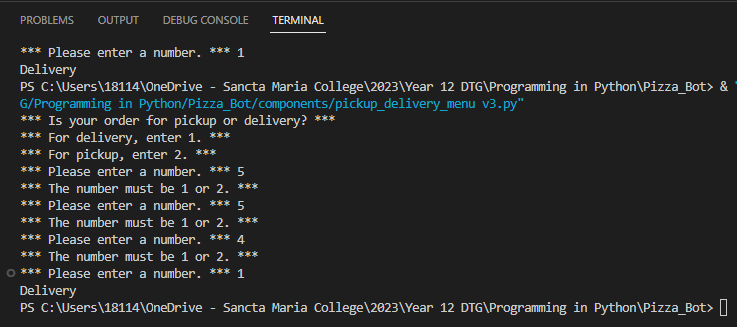 PROBLEMS OUTPUT DEBUG CONSOLE TERMINAL
*** Please enter a number. *** 1
Delivery
PS C:\Users\18114\OneDrive - Sancta Maria College\2023\Year 12 DTG\Programming in Python\Pizza_Bot> &
G/Programming in Python/Pizza_Bot/components/pickup_delivery_menu v3.py"
*** Is your order for pickup or delivery? ***
*** For delivery, enter 1. ***
*** For pickup, enter 2. ***
*** Please enter a number. *** 5
*** The number must be 1 or 2. ***
*** Please enter a number. *** 5
*** The number must be 1 or 2. ***
*** Please enter a number. *** 4
*** The number must be 1 or 2. ***
*** Please enter a number. *** 1
Delivery
PS C:\Users\18114\OneDrive - Sancta Maria College\2023\Year 12 DTG\Programming in Python\Pizza_Bot>